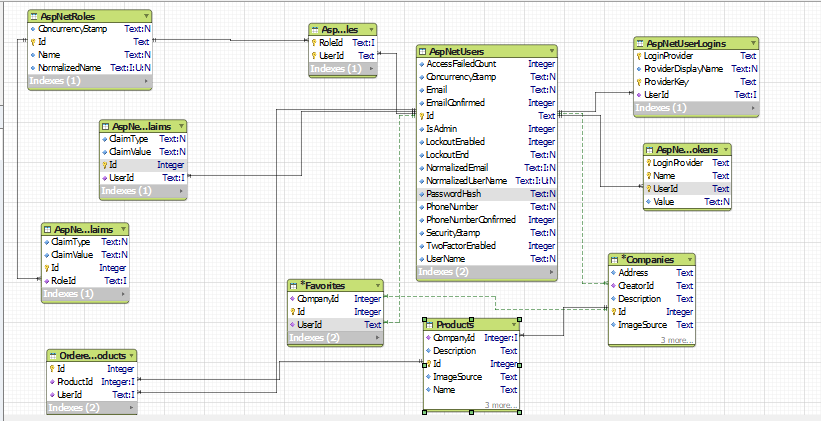 AspNetRoles
ConcurrencyStamp Text:N
Id Text
Name Text:N
NormalizedName Text:I:U:N
Indexes (1)
Asp...les
RoleId Text:I
UserId Text
Indexes (1)
AspNetUsers
AccessFailedCount Integer
ConcurrencyStamp Text:N
Email Text:N
EmailConfirmed Integer
Id Text
IsAdmin Integer
LockoutEnabled Integer
LockoutEnd Text:N
NormalizedEmail Text:I:N
NormalizedUserName Text:I:U:N
PasswordHash Text:N
PhoneNumber Text:N
PhoneNumberConfirmed Integer
SecurityStamp Text:N
TwoFactorEnabled Integer
UserName Text:N
Indexes (2)
AspNetUserLogins
LoginProvider Text
ProviderDisplayName Text:N
ProviderKey Text
UserId Text:I
Indexes (1)
AspNe...laims
ClaimType Text:N
ClaimValue Text:N
Id Integer
UserId Text:I
Indexes (1)
AspNe...okens
LoginProvider Text
Name Text
UserId Text
Value Text:N
AspNe...laims
ClaimType Text:N
ClaimValue Text:N
Id Integer
RoleId Text:I
Indexes (1)
*Favorites
CompanyId Integer
Id Integer
UserId Text
Indexes (2)
*Companies
Address Text
CreatorId Text
Description Text
Id Integer
ImageSource Text
3 more...
Products
CompanyId Integer:I
Description Text
Id Integer
ImageSource Text
Name Text
3 more...
Ordere...oducts
Id Integer
ProductId Integer:I
UserId Text:I
Indexes (2)